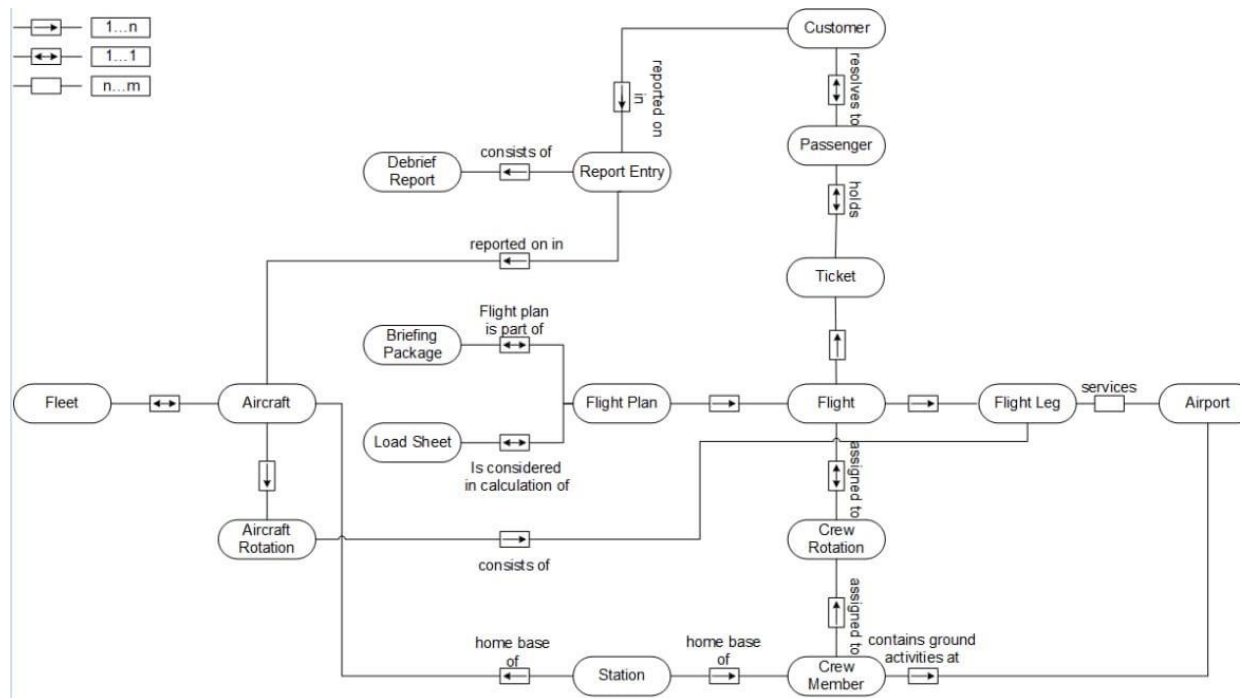 1...n
1...1
n...m
Customer
reported on
in
resolves to
Passenger
consists of
Debrief
Report
Report Entry
holds
reported on in
Ticket
Flight plan
is part of
Briefing
Package
services
Fleet
Aircraft
Flight Plan
Flight
Flight Leg
Airport
Load Sheet
Is considered
in calculation of
assigned to
Aircraft
Rotation
Crew
Rotation
consists of
assigned to
home base
of
home base
of
contains ground
activities at
Station
Crew
Member